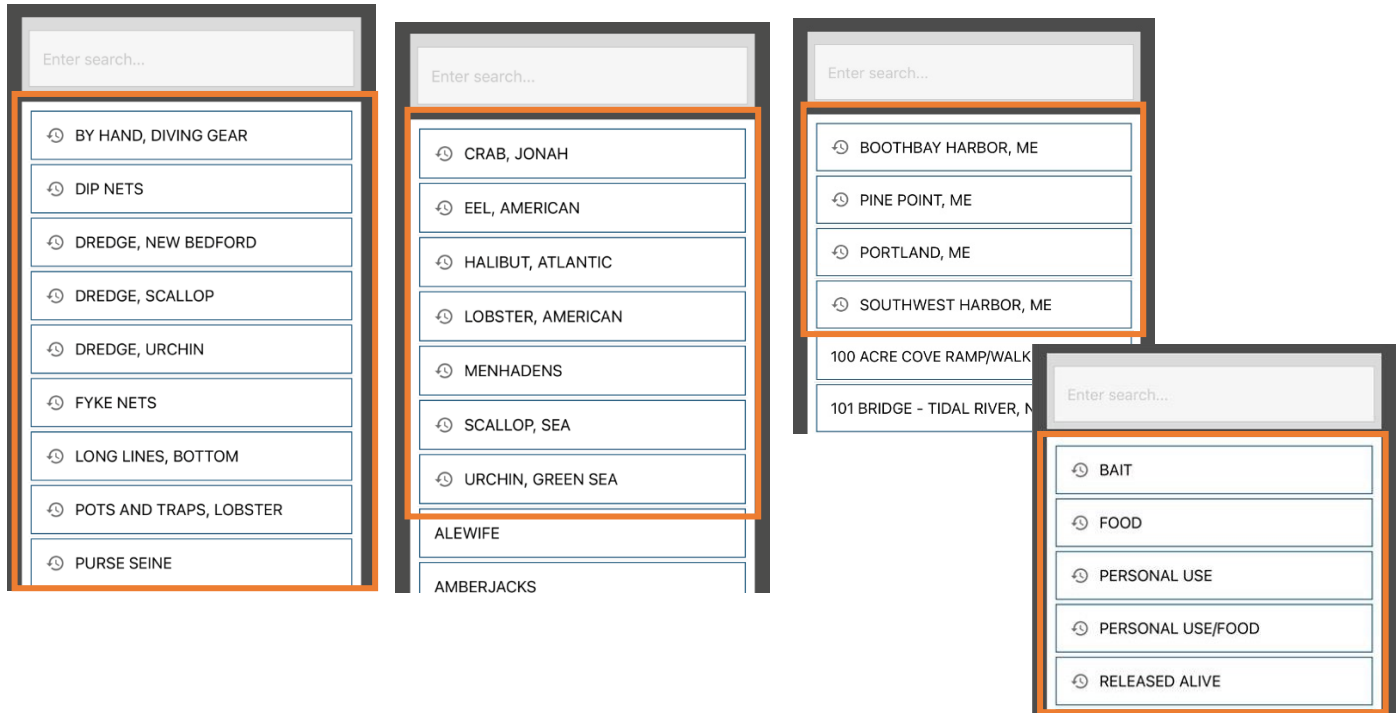 Enter search...
BY HAND, DIVING GEAR
DIP NETS
DREDGE, NEW BEDFORD
DREDGE, SCALLOP
DREDGE, URCHIN
FYKE NETS
LONG LINES, BOTTOM
POTS AND TRAPS, LOBSTER
PURSE SEINE
Enter search...
CRAB, JONAH
EEL, AMERICAN
HALIBUT, ATLANTIC
LOBSTER, AMERICAN
MENHADENS
SCALLOP, SEA
URCHIN, GREEN SEA
ALEWIFE
AMBERJACKS
Enter search...
BOOTHBAY HARBOR, ME
PINE POINT, ME
PORTLAND, ME
SOUTHWEST HARBOR, ME
100 ACRE COVE RAMP/WALK
101 BRIDGE - TIDAL RIVER,
Enter search...
BAIT
FOOD
PERSONAL USE
PERSONAL USE/FOOD
RELEASED ALIVE